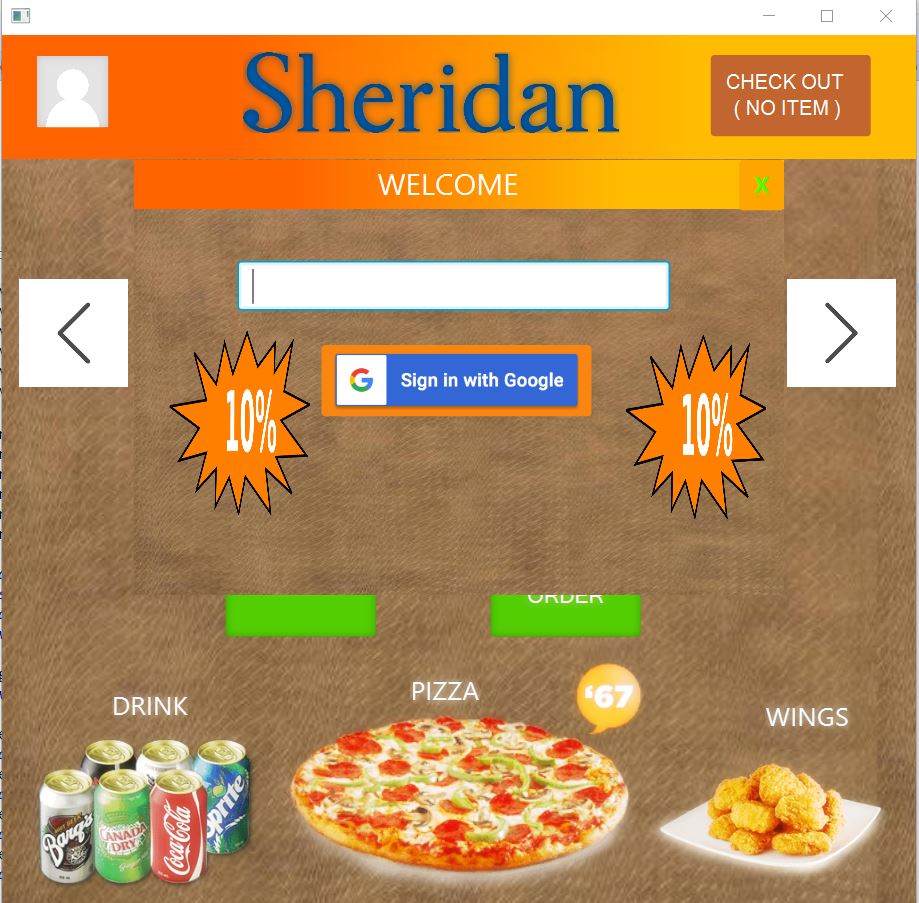 Sheridan
CHECK OUT
( NO ITEM )
WELCOME
X
Sign in with Google
10%
10%
ORDER
DRINK
PIZZA
‘67
WINGS
Barq's
CANADA
DRY
Coca-Cola
Sprite